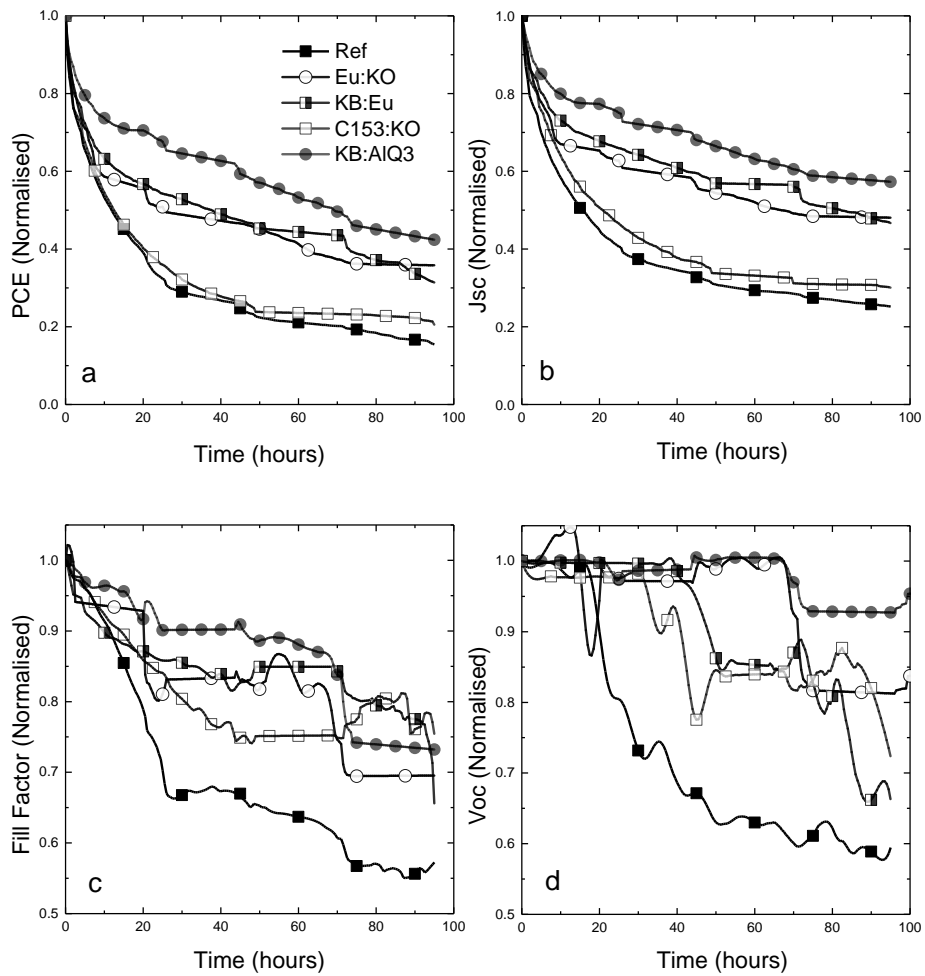 1.0
0.8
0.6
0.4
0.2
0.0
PCE (Normalised)
Ref
Eu:KO
KB:Eu
C153:KO
KB:AlQ3
a
0 20 40 60 80 100
Time (hours)
1.0
0.8
0.6
0.4
0.2
0.0
Jsc (Normalised)
b
0 20 40 60 80 100
Time (hours)
1.0
0.9
0.8
0.7
0.6
0.5
Fill Factor (Normalised)
c
0 20 40 60 80 100
Time (hours)
1.0
0.9
0.8
0.7
0.6
0.5
Voc (Normalised)
d
0 20 40 60 80 100
Time (hours)